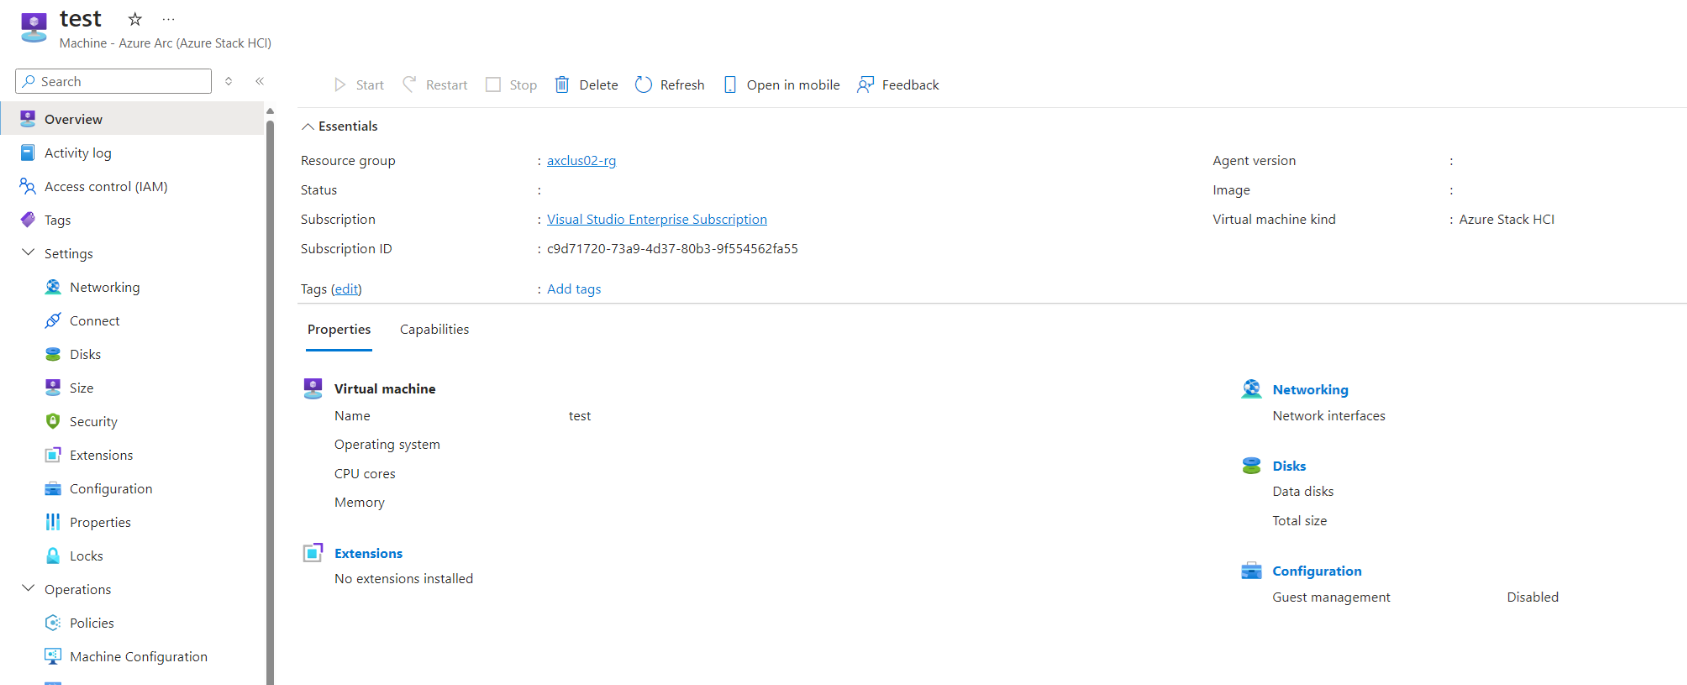 test
Machine - Azure Arc (Azure Stack HCI)
Search
Start Restart Stop Delete Refresh Open in mobile Feedback
Overview
Activity log
Access control (IAM)
Tags
Settings
Networking
Connect
Disks
Size
Security
Extensions
Configuration
Properties
Locks
Operations
Policies
Machine Configuration
Essentials
Resource group : axclus02-rg
Status :
Subscription : Visual Studio Enterprise Subscription
Subscription ID : c9d71720-73a9-4d37-80b3-9f554562fa55
Tags (edit) : Add tags
Agent version :
Image :
Virtual machine kind : Azure Stack HCI
Properties Capabilities
Virtual machine
Name test
Operating system
CPU cores
Memory
Extensions
No extensions installed
Networking
Network interfaces
Disks
Data disks
Total size
Configuration
Guest management Disabled